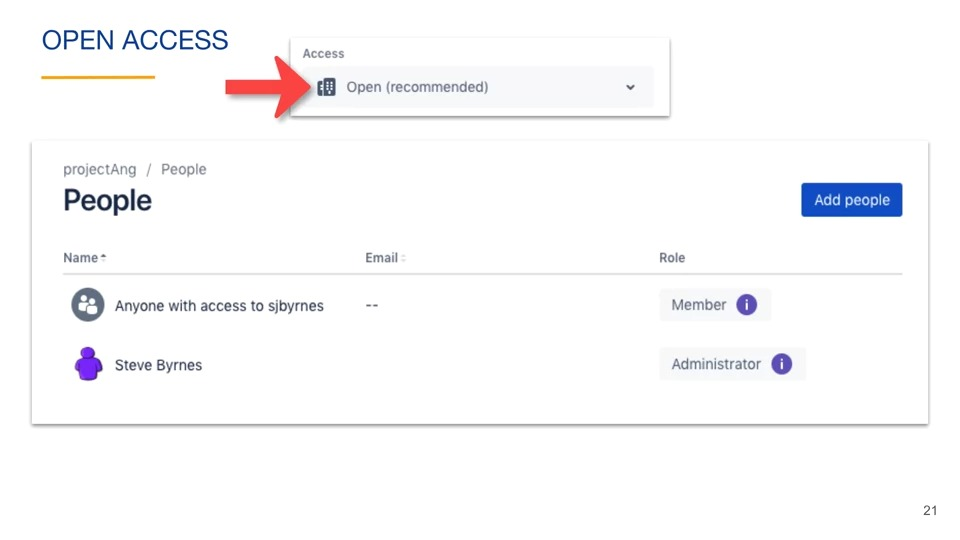 OPEN ACCESS
Access
Open (recommended)
projectAng / People
People
Add people
Name Email Role
Anyone with access to sjbyrnes -- Member i
Steve Byrnes Administrator i
21